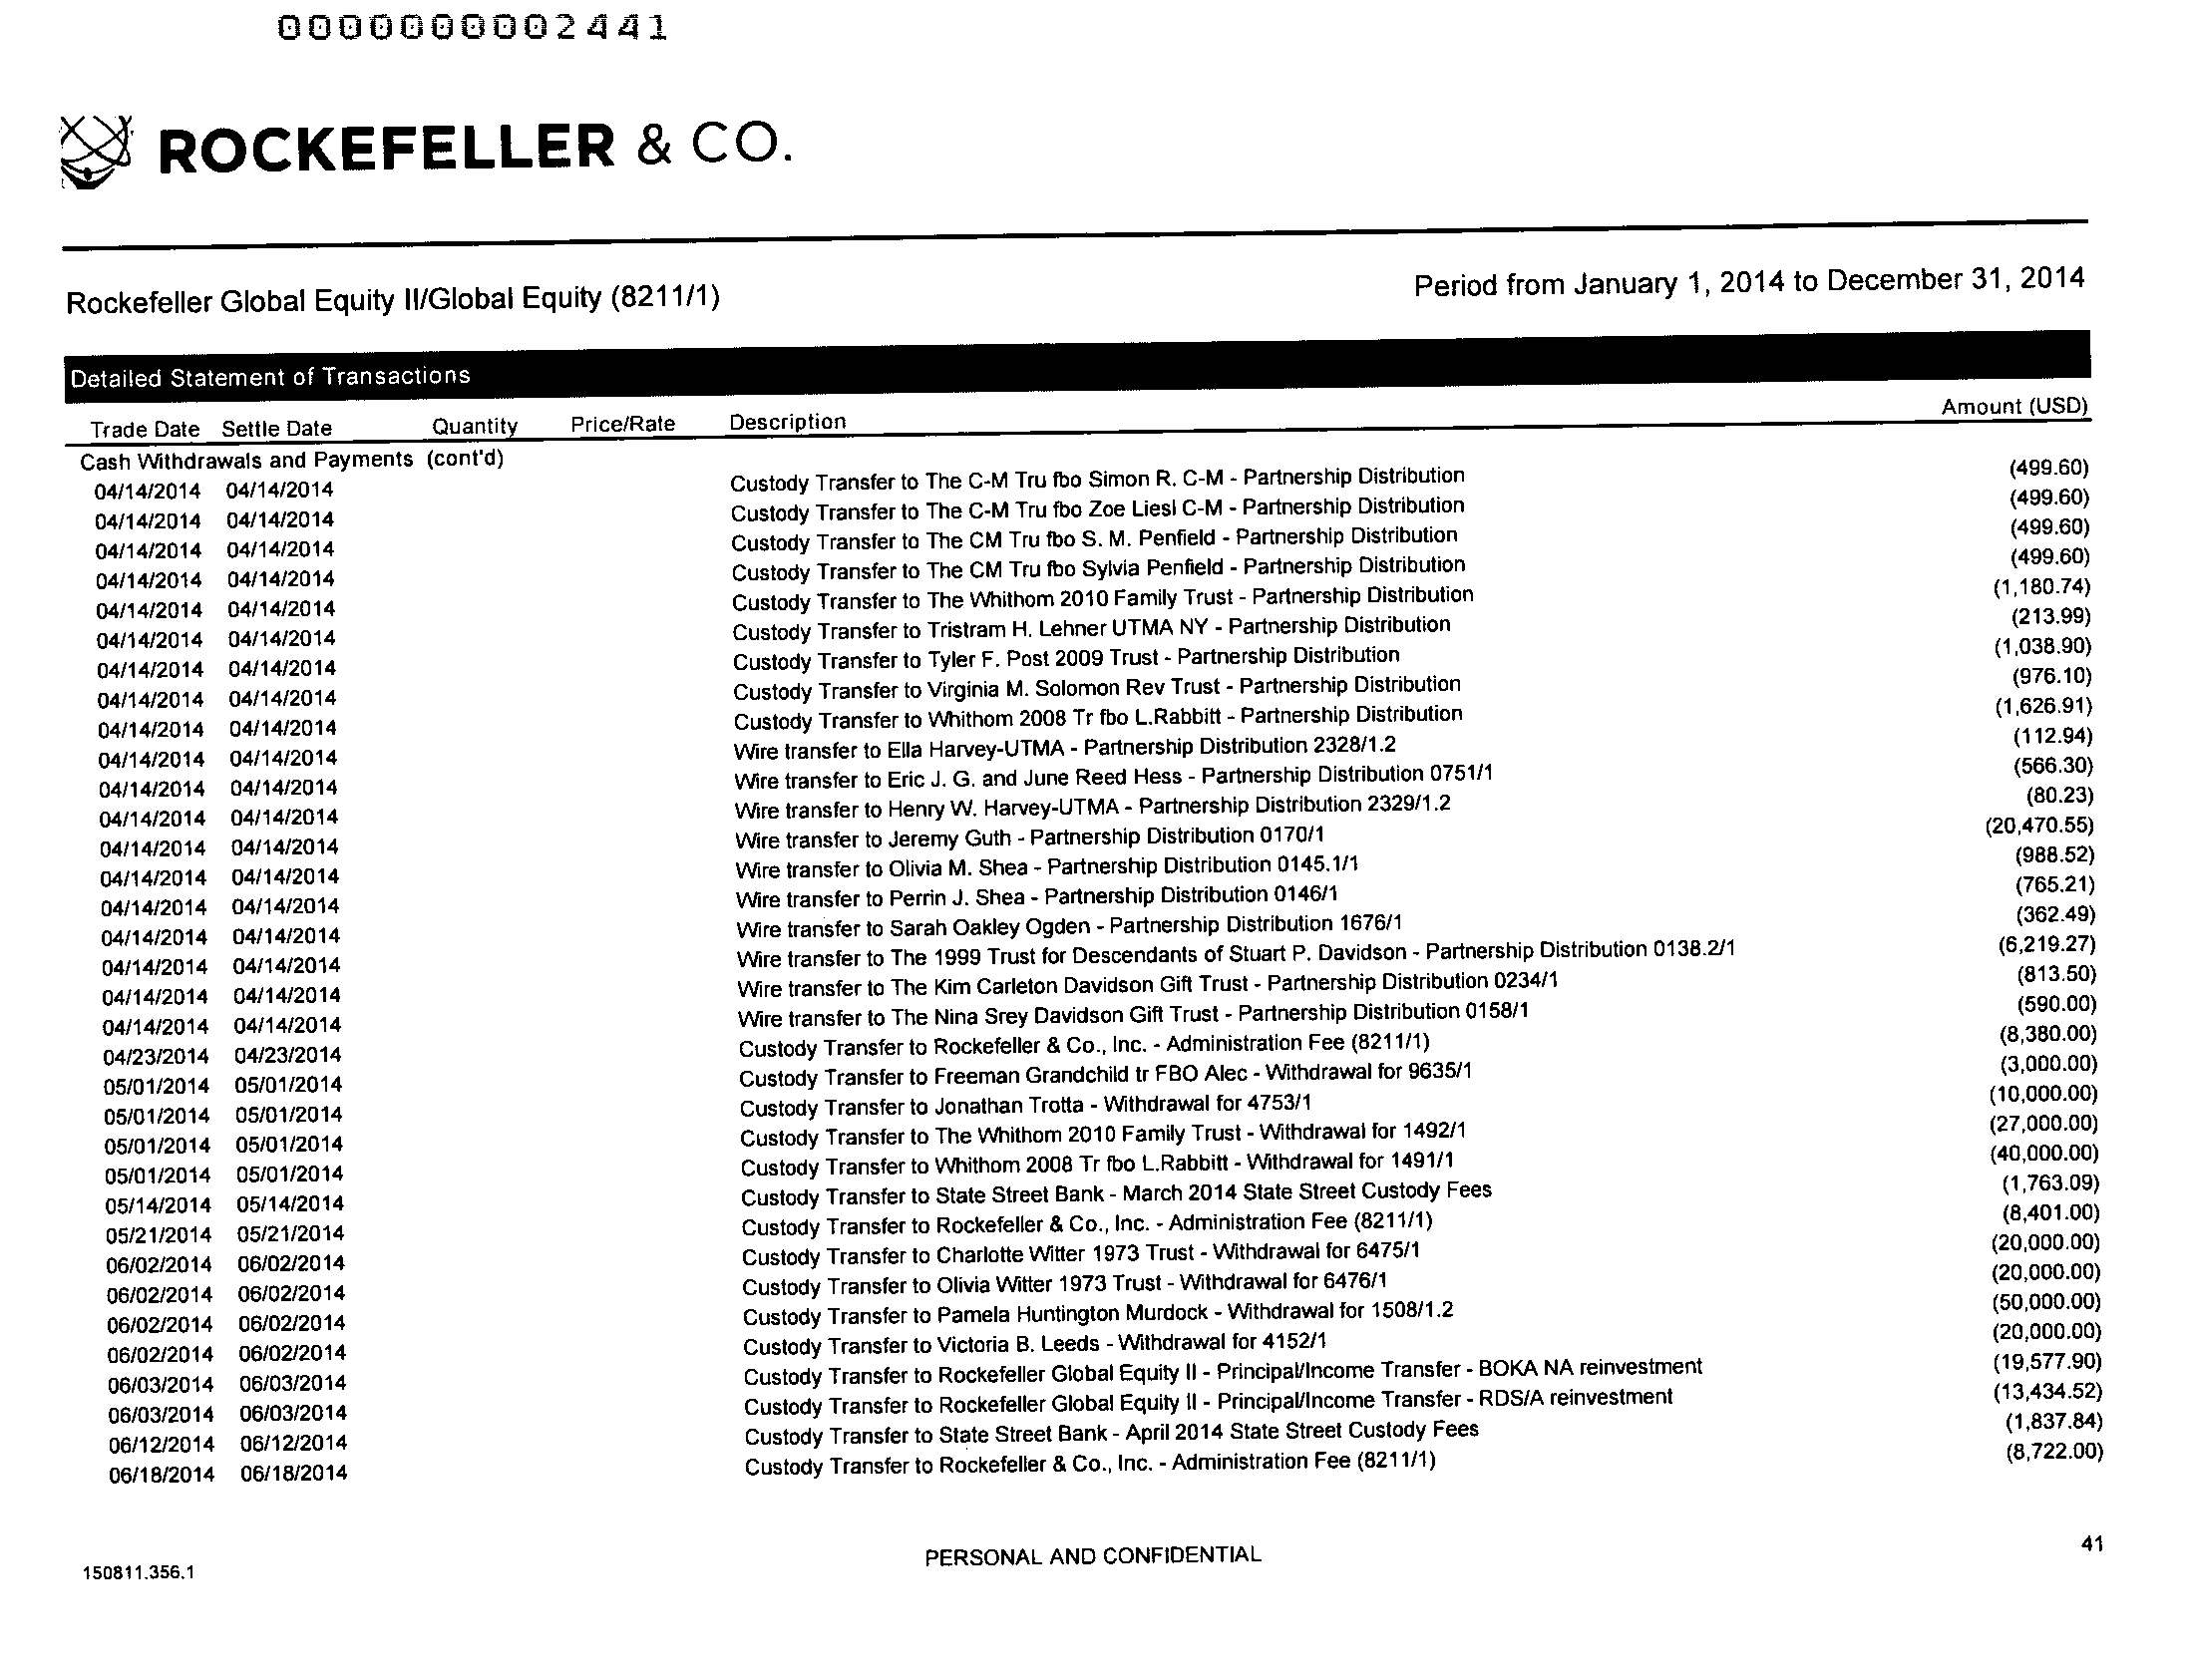 0000000002441
ROCKEFELLER & CO.
Rockefeller Global Equity II/Global Equity (8211/1) Period from January 1, 2014 to December 31, 2014
Detailed Statement of Transactions
Trade Date Settle Date Quantity Price/Rate Description Amount (USD)
Cash Withdrawals and Payments (cont'd)
04/14/2014 04/14/2014 Custody Transfer to The C-M Tru fbo Simon R. C-M - Partnership Distribution (499.60)
04/14/2014 04/14/2014 Custody Transfer to The C-M Tru fbo Zoe Liesl C-M - Partnership Distribution (499.60)
04/14/2014 04/14/2014 Custody Transfer to The CM Tru fbo S. M. Penfield - Partnership Distribution (499.60)
04/14/2014 04/14/2014 Custody Transfer to The CM Tru fbo Sylvia Penfield - Partnership Distribution (499.60)
04/14/2014 04/14/2014 Custody Transfer to The Whithom 2010 Family Trust - Partnership Distribution (1,180.74)
04/14/2014 04/14/2014 Custody Transfer to Tristram H. Lehner UTMA NY - Partnership Distribution (213.99)
04/14/2014 04/14/2014 Custody Transfer to Tyler F. Post 2009 Trust - Partnership Distribution (1,038.90)
04/14/2014 04/14/2014 Custody Transfer to Virginia M. Solomon Rev Trust - Partnership Distribution (976.10)
04/14/2014 04/14/2014 Custody Transfer to Whithom 2008 Tr fbo L.Rabbitt - Partnership Distribution (1,626.91)
04/14/2014 04/14/2014 Wire transfer to Ella Harvey-UTMA - Partnership Distribution 2328/1.2 (112.94)
04/14/2014 04/14/2014 Wire transfer to Eric J. G. and June Reed Hess - Partnership Distribution 0751/1 (566.30)
04/14/2014 04/14/2014 Wire transfer to Henry W. Harvey-UTMA - Partnership Distribution 2329/1.2 (80.23)
04/14/2014 04/14/2014 Wire transfer to Jeremy Guth - Partnership Distribution 0170/1 (20,470.55)
04/14/2014 04/14/2014 Wire transfer to Olivia M. Shea - Partnership Distribution 0145.1/1 (988.52)
04/14/2014 04/14/2014 Wire transfer to Perrin J. Shea - Partnership Distribution 0146/1 (765.21)
04/14/2014 04/14/2014 Wire transfer to Sarah Oakley Ogden - Partnership Distribution 1676/1 (362.49)
04/14/2014 04/14/2014 Wire transfer to The 1999 Trust for Descendants of Stuart P. Davidson - Partnership Distribution 0138.2/1 (6,219.27)
04/14/2014 04/14/2014 Wire transfer to The Kim Carleton Davidson Gift Trust - Partnership Distribution 0234/1 (813.50)
04/14/2014 04/14/2014 Wire transfer to The Nina Srey Davidson Gift Trust - Partnership Distribution 0158/1 (590.00)
04/23/2014 04/23/2014 Custody Transfer to Rockefeller & Co., Inc. - Administration Fee (8211/1) (8,380.00)
05/01/2014 05/01/2014 Custody Transfer to Freeman Grandchild tr FBO Alec - Withdrawal for 9635/1 (3,000.00)
05/01/2014 05/01/2014 Custody Transfer to Jonathan Trotta - Withdrawal for 4753/1 (10,000.00)
05/01/2014 05/01/2014 Custody Transfer to The Whithom 2010 Family Trust - Withdrawal for 1492/1 (27,000.00)
05/01/2014 05/01/2014 Custody Transfer to Whithom 2008 Tr fbo L.Rabbitt - Withdrawal for 1491/1 (40,000.00)
05/14/2014 05/14/2014 Custody Transfer to State Street Bank - March 2014 State Street Custody Fees (1,763.09)
05/21/2014 05/21/2014 Custody Transfer to Rockefeller & Co., Inc. - Administration Fee (8211/1) (8,401.00)
06/02/2014 06/02/2014 Custody Transfer to Charlotte Witter 1973 Trust - Withdrawal for 6475/1 (20,000.00)
06/02/2014 06/02/2014 Custody Transfer to Olivia Witter 1973 Trust - Withdrawal for 6476/1 (20,000.00)
06/02/2014 06/02/2014 Custody Transfer to Pamela Huntington Murdock - Withdrawal for 1508/1.2 (50,000.00)
06/02/2014 06/02/2014 Custody Transfer to Victoria B. Leeds - Withdrawal for 4152/1 (20,000.00)
06/03/2014 06/03/2014 Custody Transfer to Rockefeller Global Equity II - Principal/Income Transfer - BOKA NA reinvestment (19,577.90)
06/03/2014 06/03/2014 Custody Transfer to Rockefeller Global Equity II - Principal/Income Transfer - RDS/A reinvestment (13,434.52)
06/12/2014 06/12/2014 Custody Transfer to State Street Bank - April 2014 State Street Custody Fees (1,837.84)
06/18/2014 06/18/2014 Custody Transfer to Rockefeller & Co., Inc. - Administration Fee (8211/1) (8,722.00)
150811.356.1 PERSONAL AND CONFIDENTIAL 41